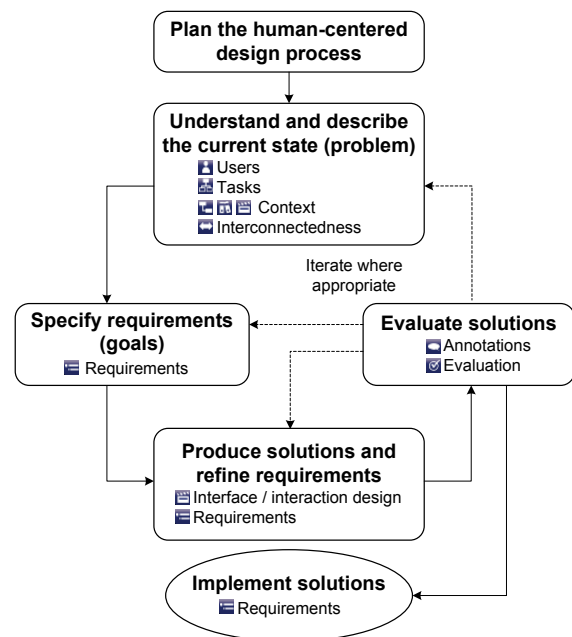 Plan the human-centered
design process
Understand and describe
the current state (problem)
Users
Tasks
Context
Interconnectedness
Iterate where
appropriate
Specify requirements
(goals)
Requirements
Evaluate solutions
Annotations
Evaluation
Produce solutions and
refine requirements
Interface / interaction design
Requirements
Implement solutions
Requirements